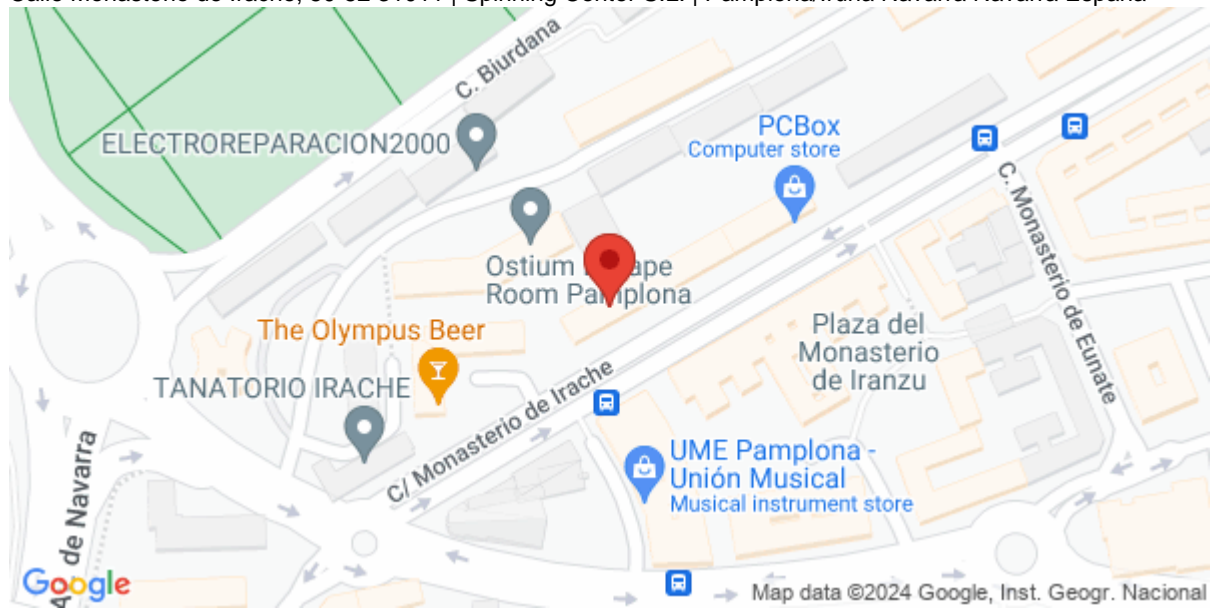 C. Biurdana
ELECTROREPARACION2000
PCBox
Computer store
C. Monasterio de Eunate
Room Pamplona
The Olympus Beer
Plaza del
Monasterio
de Iranzu
TANATORIO IRACHE
C/ Monasterio de Irache
UME Pamplona -
Unión Musical
Musical instrument store
de Navarra
Google
Map data ©2024 Google, Inst. Geogr. Nacional